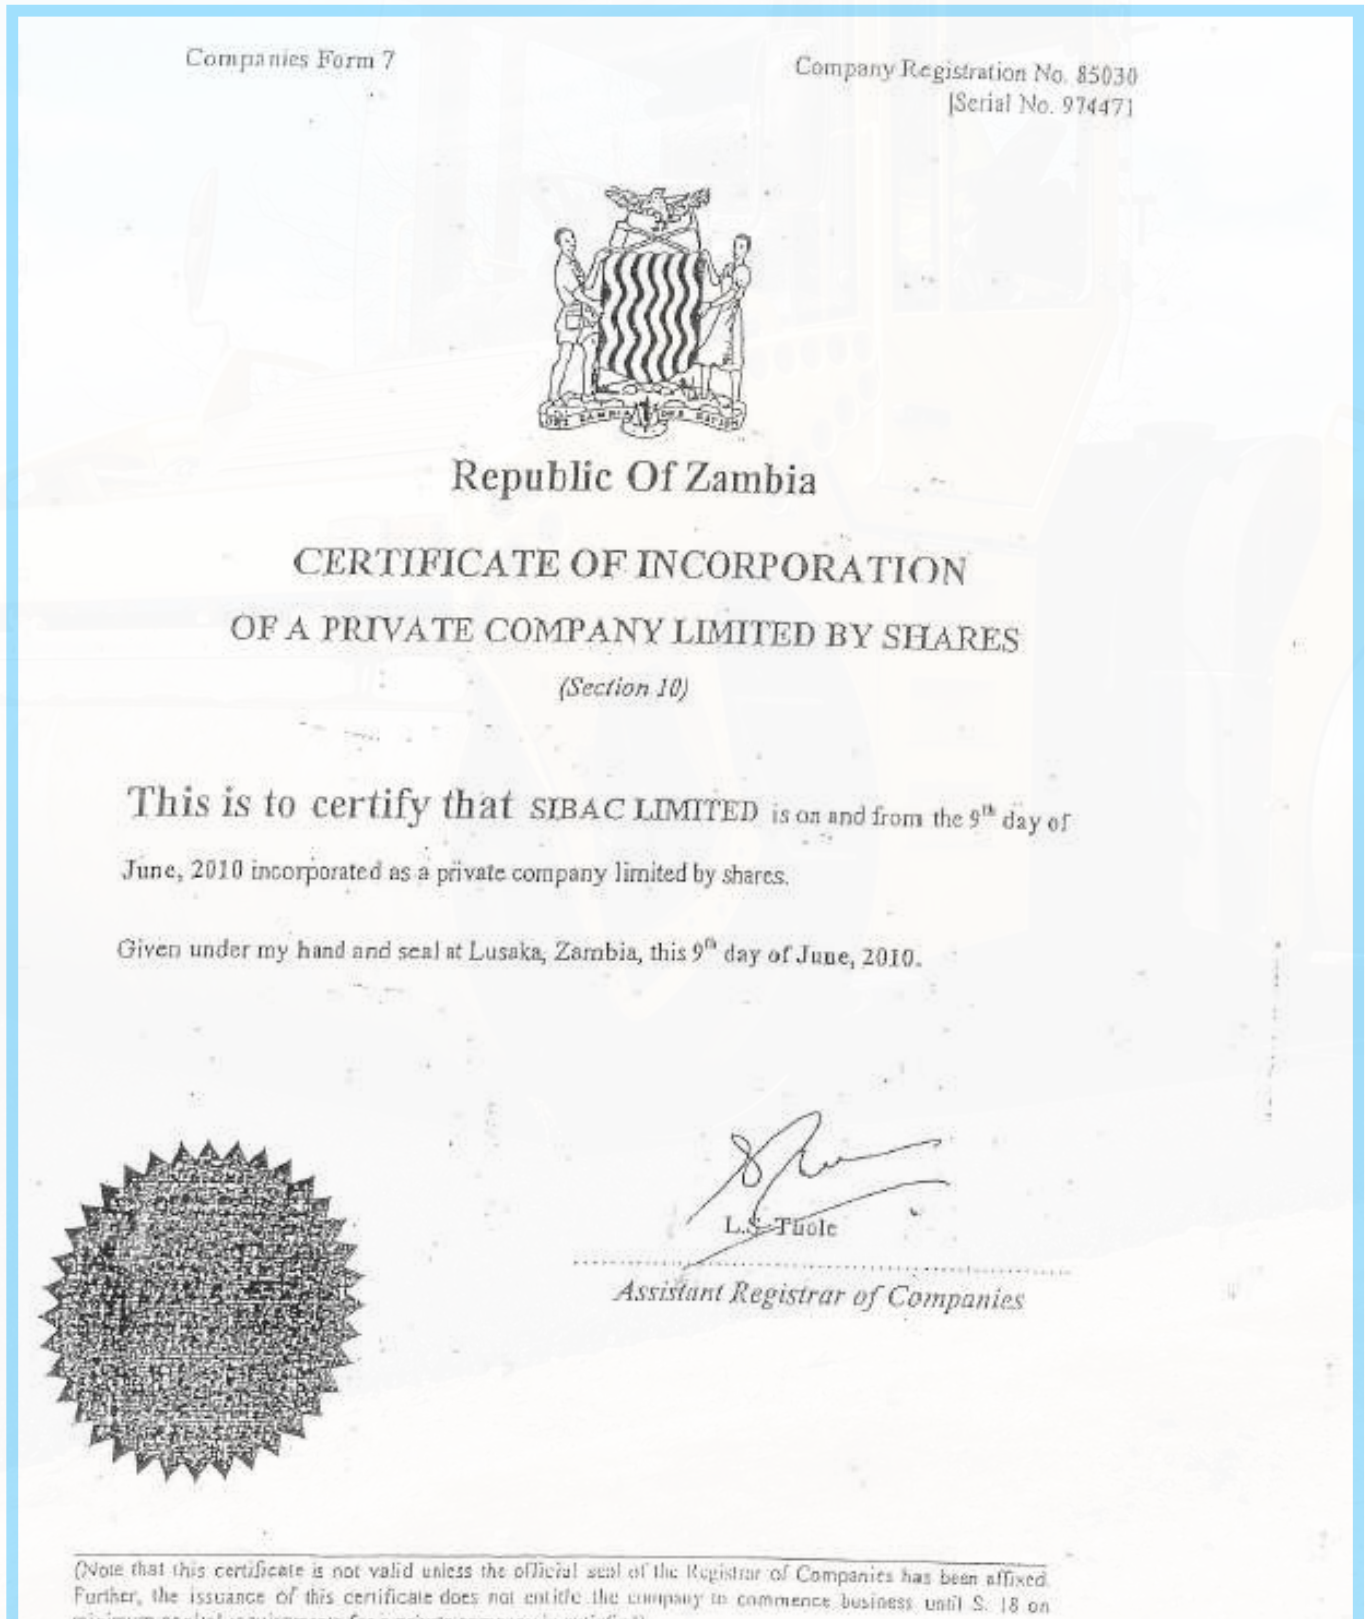 Companies Form 7
Company Registration No. 85030
[Serial No. 97447]
Republic Of Zambia
CERTIFICATE OF INCORPORATION
OF A PRIVATE COMPANY LIMITED BY SHARES
(Section 10)
This is to certify that SIBAC LIMITED is on and from the 9th day of
June, 2010 incorporated as a private company limited by shares.
Given under my hand and seal at Lusaka, Zambia, this 9th day of June, 2010.
L.S. Thole
Assistant Registrar of Companies
(Note that this certificate is not valid unless the official seal of the Registrar of Companies has been affixed.
Further, the issuance of this certificate does not entitle the company to commence business until S. 18 on